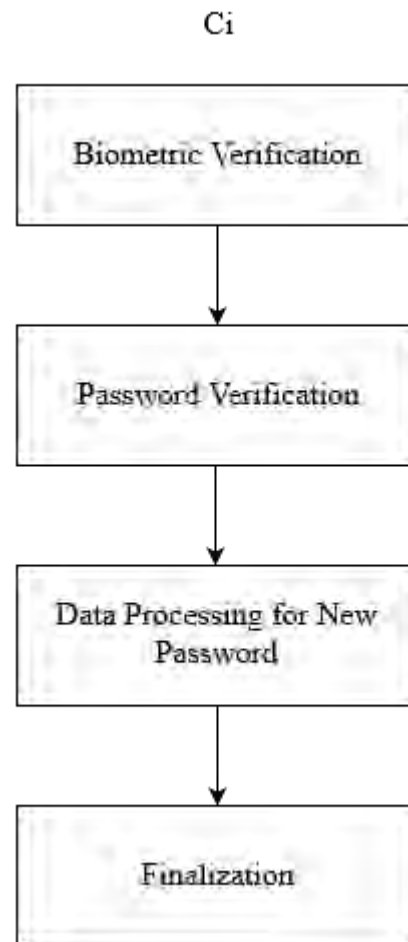 Ci
Biometric Verification
Password Verification
Data Processing for New
Password
Finalization